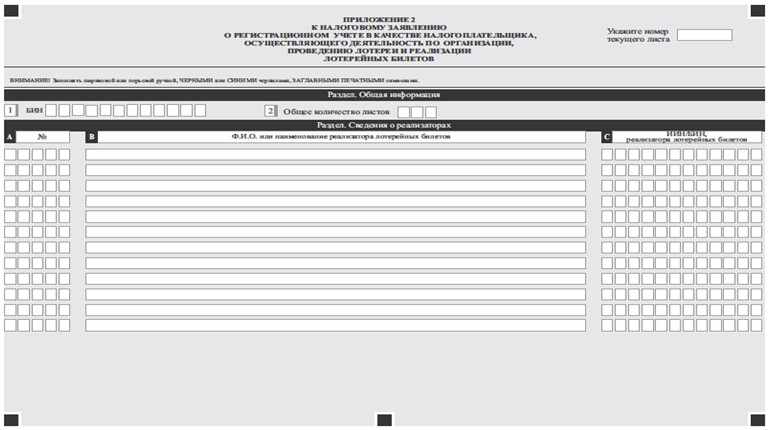 ПРИЛОЖЕНИЕ 2
К НАЛОГОВОМУ ЗАЯВЛЕНИЮ
О РЕГИСТРАЦИОННОМ УЧЕТЕ В КАЧЕСТВЕ НАЛОГОПЛАТЕЛЬЩИКА,
ОСУЩЕСТВЛЯЮЩЕГО ДЕЯТЕЛЬНОСТЬ ПО ОРГАНИЗАЦИИ,
ПРОВЕДЕНИЮ ЛОТЕРЕИ И РЕАЛИЗАЦИИ
ЛОТЕРЕЙНЫХ БИЛЕТОВ
Укажите номер
текущего листа
ВНИМАНИЕ! Заполнять шариковой или перьевой ручкой, ЧЕРНЫМИ или СИНИМИ чернилами, ЗАГЛАВНЫМИ ПЕЧАТНЫМИ символами.
Раздел. Общая информация
1 БИН 2 Общее количество листов
Раздел. Сведения о реализаторах
A № B Ф.И.О. или наименование реализатора лотерейных билетов C ИИН/БИН,
реализатора лотерейных билетов